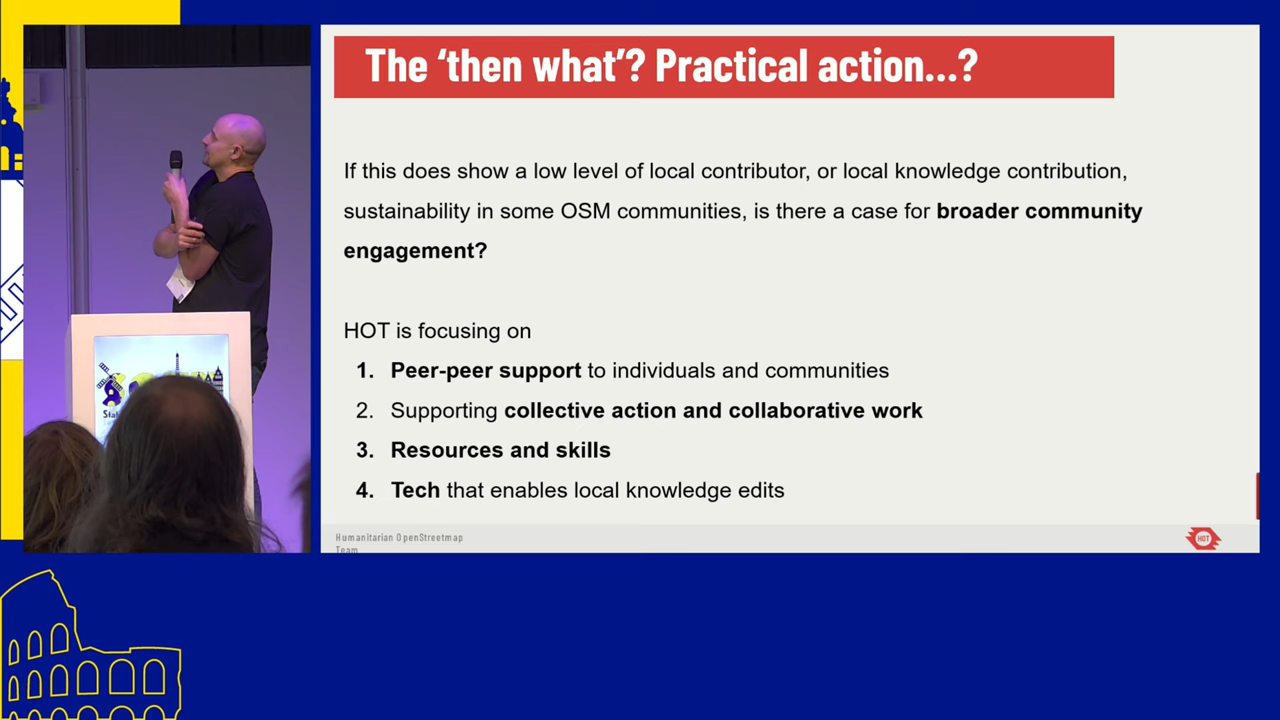 The ‘then what’? Practical action...?
If this does show a low level of local contributor, or local knowledge contribution,
sustainability in some OSM communities, is there a case for broader community
engagement?
HOT is focusing on
1. Peer-peer support to individuals and communities
2. Supporting collective action and collaborative work
3. Resources and skills
4. Tech that enables local knowledge edits
Humanitarian OpenStreetmap
Team
HOT